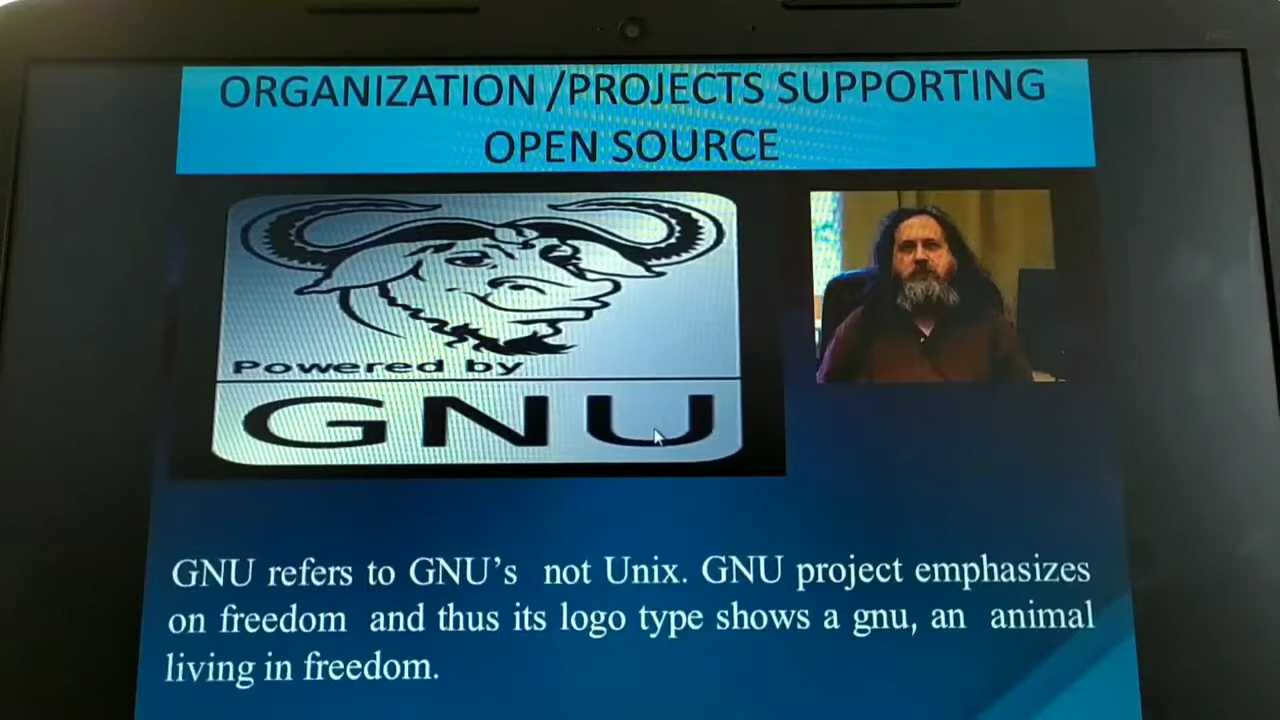 ORGANIZATION /PROJECTS SUPPORTING
OPEN SOURCE
Powered by
GNU
GNU refers to GNU's not Unix. GNU project emphasizes
on freedom and thus its logo type shows a gnu, an animal
living in freedom.